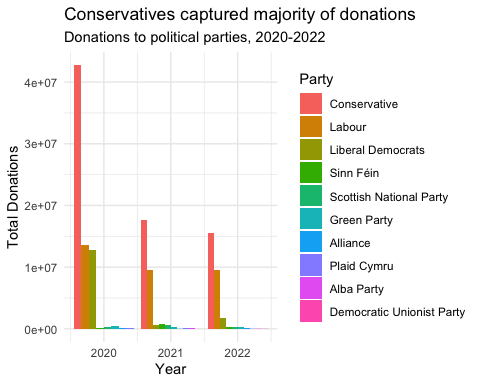 Conservatives captured majority of donations
Donations to political parties, 2020-2022
Total Donations
4e+07
3e+07
2e+07
1e+07
0e+00
2020 2021 2022
Year
Party
Conservative
Labour
Liberal Democrats
Sinn Féin
Scottish National Party
Green Party
Alliance
Plaid Cymru
Alba Party
Democratic Unionist Party